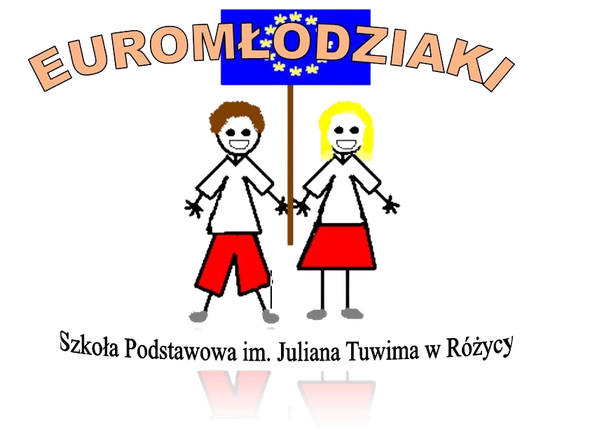 EUROMŁODZIAKI
Szkoła Podstawowa im. Juliana Tuwima w Różycy